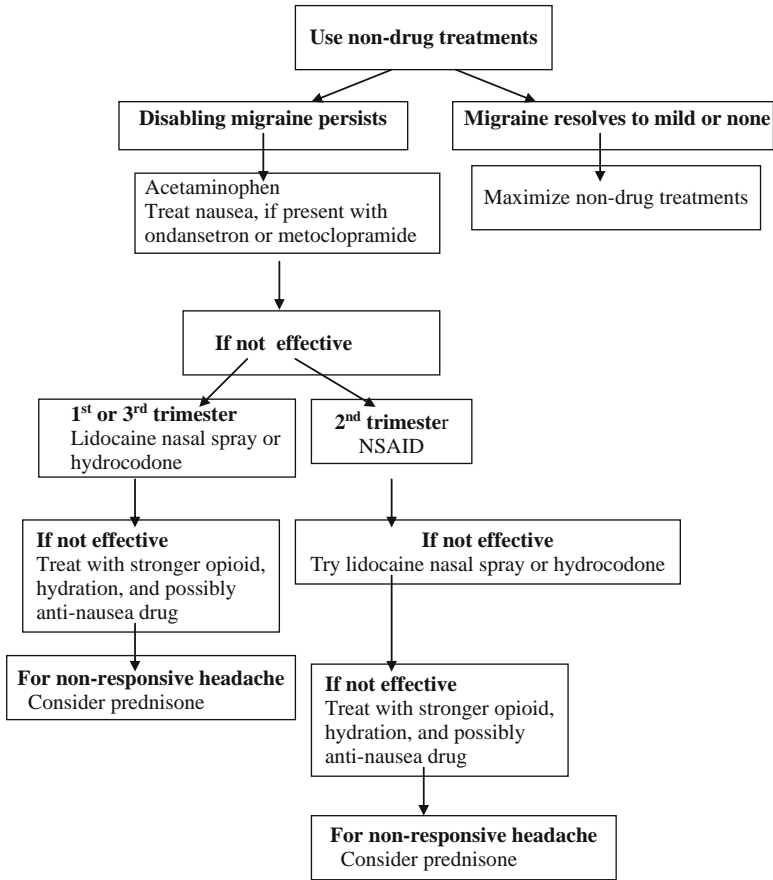 Use non-drug treatments
Disabling migraine persists
Migraine resolves to mild or none
Acetaminophen
Treat nausea, if present with
ondansetron or metoclopramide
Maximize non-drug treatments
If not effective
1st or 3rd trimester
Lidocaine nasal spray or
hydrocodone
2nd trimester
NSAID
If not effective
Treat with stronger opioid,
hydration, and possibly
anti-nausea drug
If not effective
Try lidocaine nasal spray or hydrocodone
For non-responsive headache
Consider prednisone
If not effective
Treat with stronger opioid,
hydration, and possibly
anti-nausea drug
For non-responsive headache
Consider prednisone